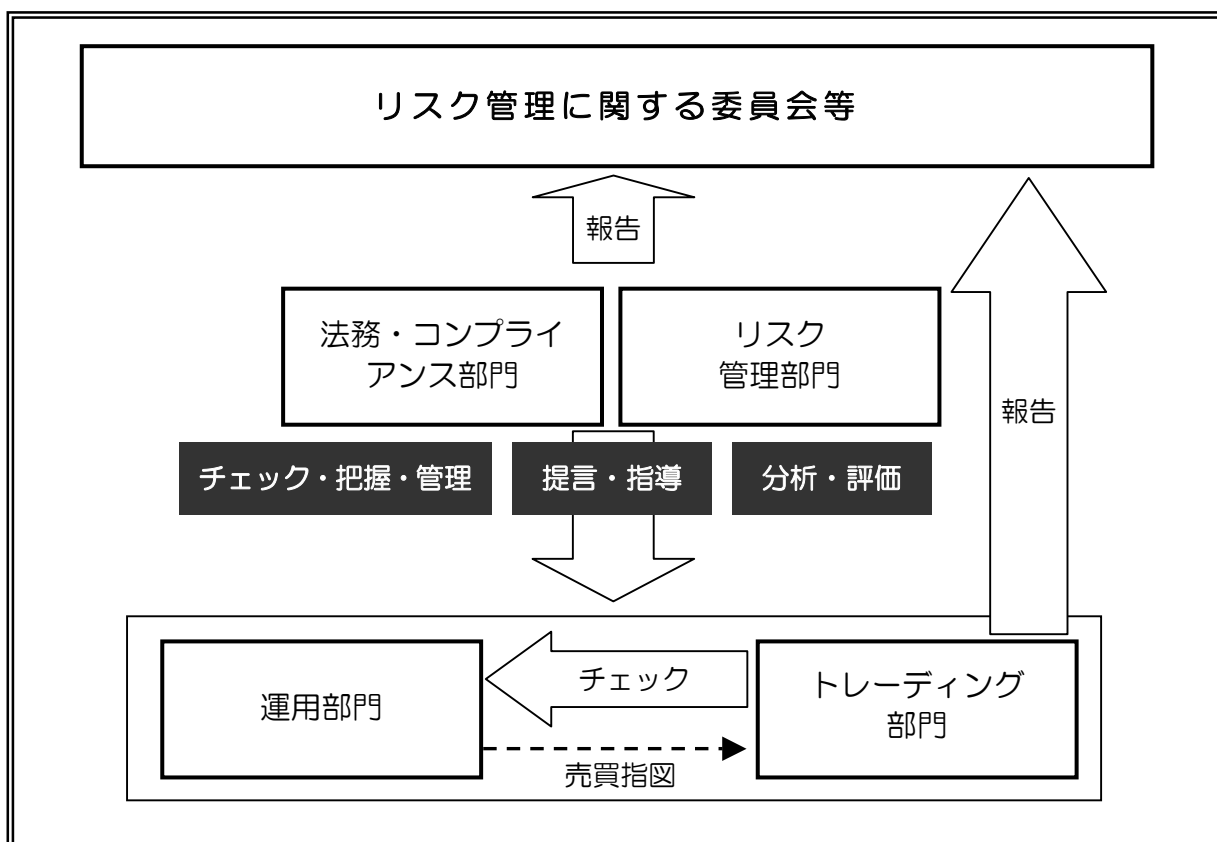 リスク管理に関する委員会等
報告
法務・コンプライ
アンス部門
リスク
管理部門
報告
チェック・把握・管理
提言・指導
分析・評価
運用部門
チェック
トレーディング
部門
売買指図